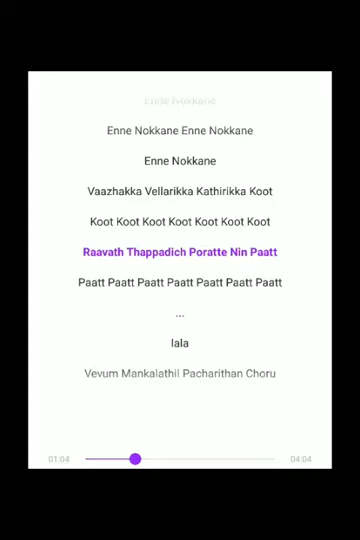 Enne Nokkane
Enne Nokkane Enne Nokkane
Enne Nokkane
Vaazhakka Vellarikka Kathirikka Koot
Koot Koot Koot Koot Koot Koot Koot
Raavath Thappadich Poratte Nin Paatt
Paatt Paatt Paatt Paatt Paatt Paatt Paatt
...
lala
Vevum Mankalathil Pacharithan Choru
01:04 04:04